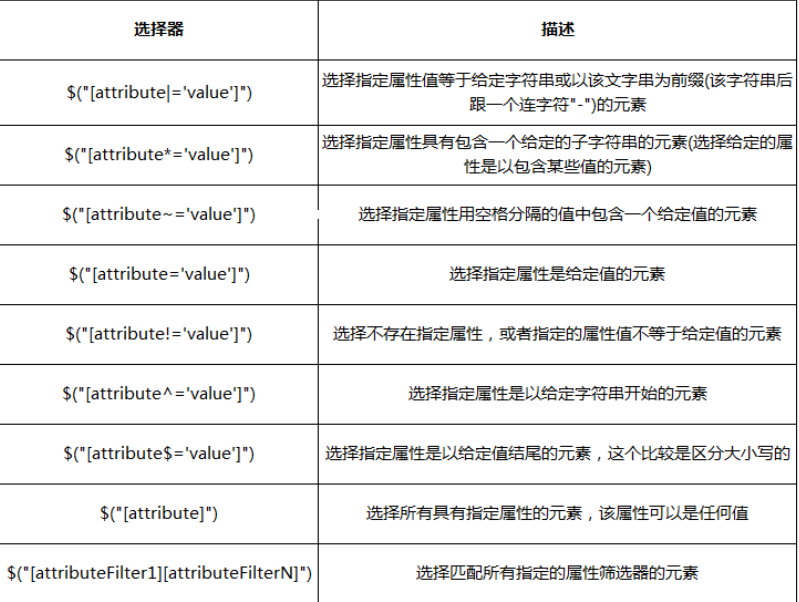 选择器 描述
$("[attribute|='value']") 选择指定属性值等于给定字符串或以该文字串为前缀(该字符串后
跟一个连字符"-")的元素
$("[attribute*='value']") 选择指定属性具有包含一个给定的子字符串的元素(选择给定的属
性是以包含某些值的元素)
$("[attribute~='value']") 选择指定属性用空格分隔的值中包含一个给定值的元素
$("[attribute='value']") 选择指定属性是给定值的元素
$("[attribute!='value']") 选择不存在指定属性，或者指定的属性值不等于给定值的元素
$("[attribute^='value']") 选择指定属性是以给定字符串开始的元素
$("[attribute$='value']") 选择指定属性是以给定值结尾的元素，这个比较是区分大小写的
$("[attribute]") 选择所有具有指定属性的元素，该属性可以是任何值
$("[attributeFilter1][attributeFilterN]") 选择匹配所有指定的属性筛选器的元素